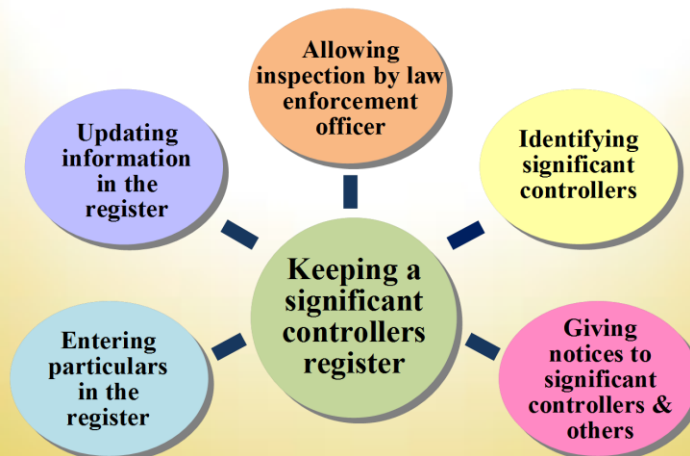 Allowing
inspection by law
enforcement
officer
Updating
information
in the
register
Identifying
significant
controllers
Keeping a
significant
controllers
register
Entering
particulars
in the
register
Giving
notices to
significant
controllers &
others